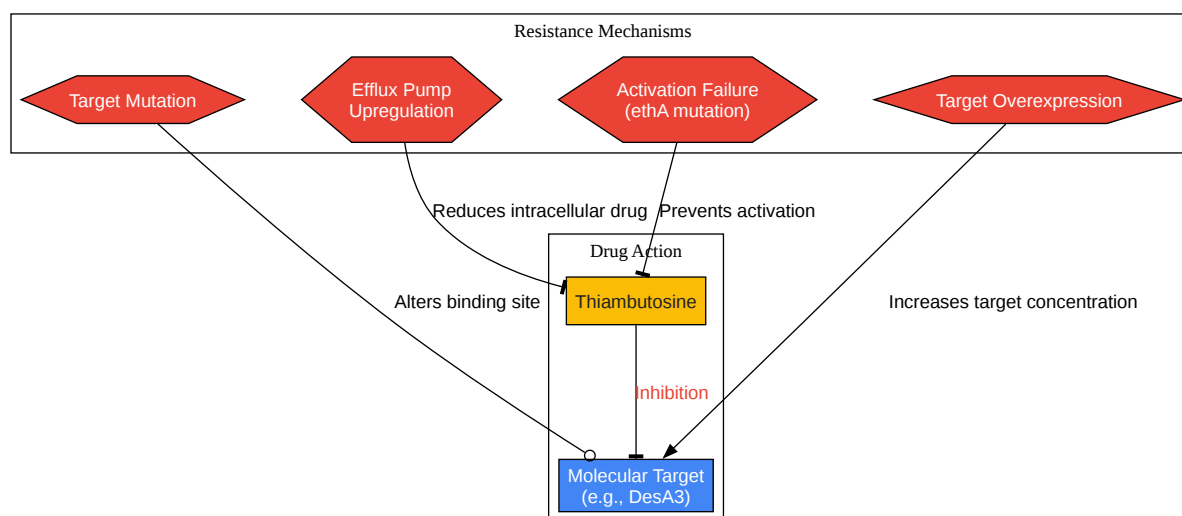 Resistance Mechanisms
Target Mutation
Efflux Pump
Upregulation
Activation Failure
(ethA mutation)
Target Overexpression
Reduces intracellular drug
Prevents activation
Drug Action
Thiambutosine
Alters binding site
Increases target concentration
Inhibition
Molecular Target
(e.g., DesA3)